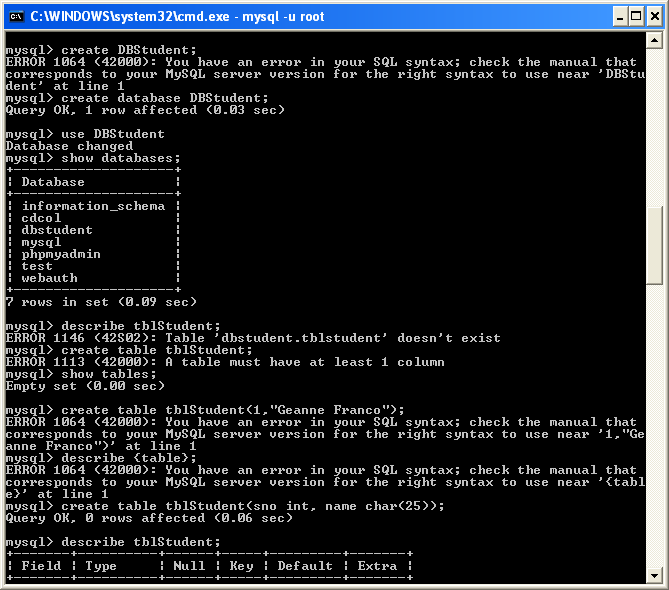 C:\WINDOWS\system32\cmd.exe - mysql -u root
mysql> create DBStudent;
ERROR 1064 (42000): You have an error in your SQL syntax; check the manual that
corresponds to your MySQL server version for the right syntax to use near 'DBStu
dent' at line 1
mysql> create database DBStudent;
Query OK, 1 row affected (0.03 sec)

mysql> use DBStudent
Database changed
mysql> show databases;
+--------------------+
| Database           |
+--------------------+
| information_schema |
| cdcol              |
| dbstudent          |
| mysql              |
| phpmyadmin         |
| test               |
| webauth            |
+--------------------+
7 rows in set (0.09 sec)

mysql> describe tblStudent;
ERROR 1146 (42S02): Table 'dbstudent.tblstudent' doesn't exist
mysql> create table tblStudent;
ERROR 1113 (42000): A table must have at least 1 column
mysql> show tables;
Empty set (0.00 sec)

mysql> create table tblStudent(1,"Geanne Franco");
ERROR 1064 (42000): You have an error in your SQL syntax; check the manual that
corresponds to your MySQL server version for the right syntax to use near '1,"Ge
anne Franco")' at line 1
mysql> describe {table};
ERROR 1064 (42000): You have an error in your SQL syntax; check the manual that
corresponds to your MySQL server version for the right syntax to use near '{tabl
e}' at line 1
mysql> create table tblStudent(sno int, name char(25));
Query OK, 0 rows affected (0.06 sec)

mysql> describe tblStudent;
+-------+----------+------+-----+---------+-------+
| Field | Type     | Null | Key | Default | Extra |
+-------+----------+------+-----+---------+-------+